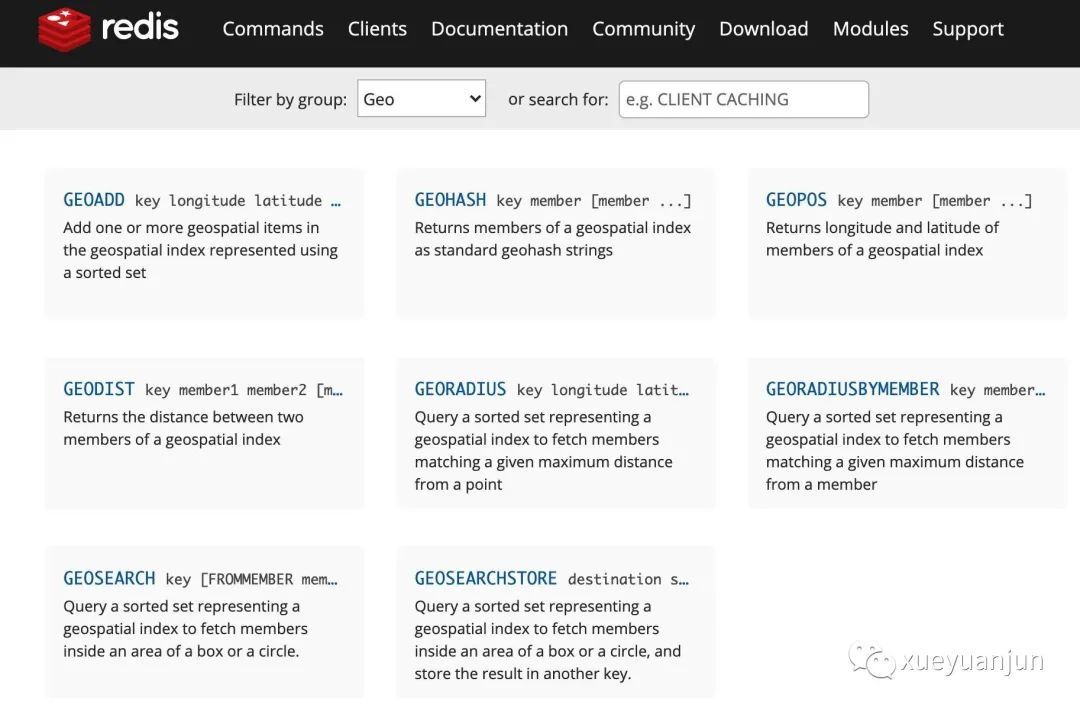 redis Commands Clients Documentation Community Download Modules Support
Filter by group: Geo or search for: e.g. CLIENT CACHING
GEOADD key longitude latitude …
Add one or more geospatial items in
the geospatial index represented using
a sorted set
GEOHASH key member [member ...]
Returns members of a geospatial index
as standard geohash strings
GEOPOS key member [member ...]
Returns longitude and latitude of
members of a geospatial index
GEODIST key member1 member2 [m…
Returns the distance between two
members of a geospatial index
GEORADIUS key longitude latit…
Query a sorted set representing a
geospatial index to fetch members
matching a given maximum distance
from a point
GEORADIUSBYMEMBER key member…
Query a sorted set representing a
geospatial index to fetch members
matching a given maximum distance
from a member
GEOSEARCH key [FROMMEMBER mem…
Query a sorted set representing a
geospatial index to fetch members
inside an area of a box or a circle.
GEOSEARCHSTORE destination s…
Query a sorted set representing a
geospatial index to fetch members
inside an area of a box or a circle, and
store the result in another key.
xueyuanjun